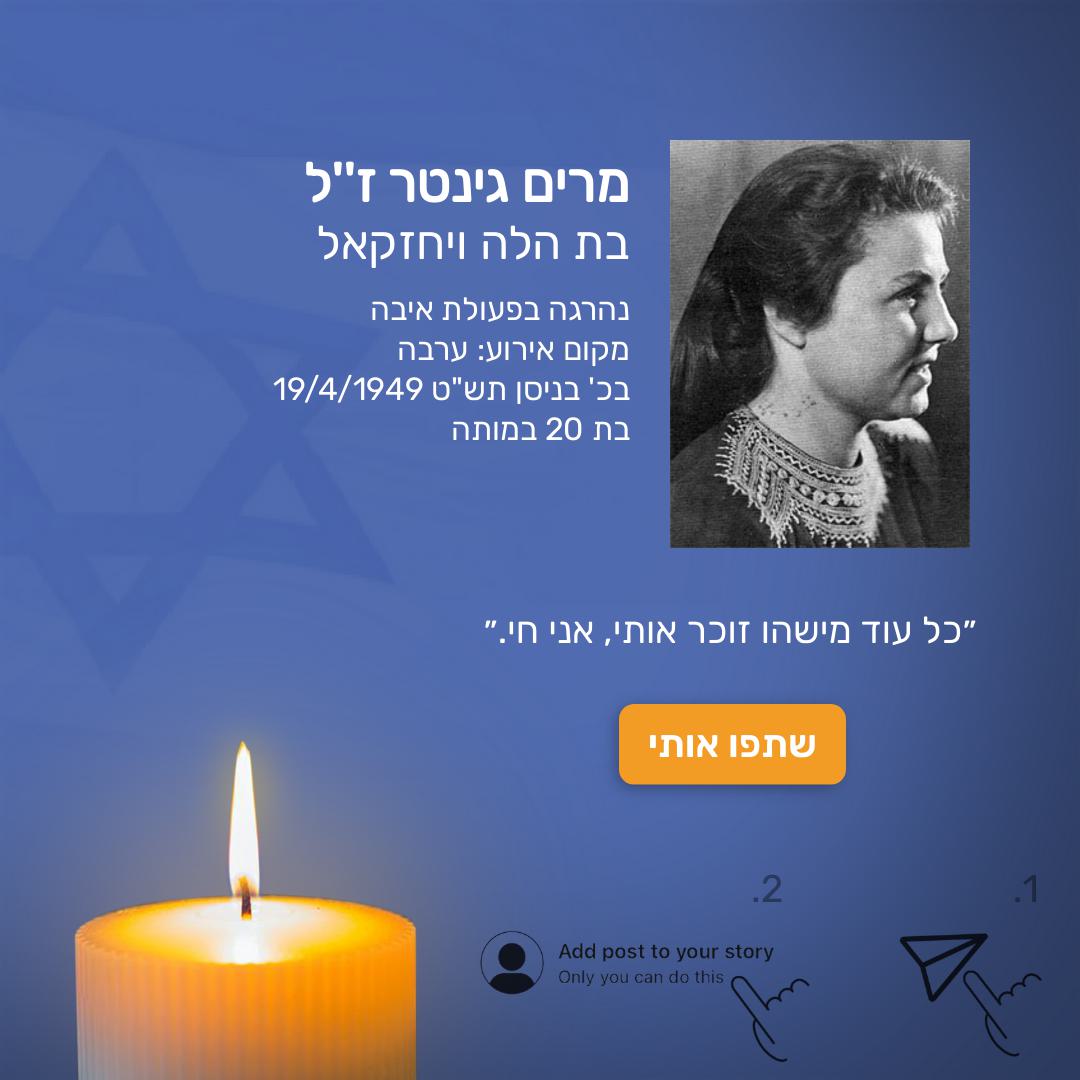 מרים גינטר ז"ל
בת הלה ויחזקאל
נהרגה בפעולת איבה
מקום אירוע: ערבה
בכ' בניסן תש"ט 19/4/1949
בת 20 במותה
״כל עוד מישהו זוכר אותי, אני חי.״
שתפו אותי
1.
2.
Add post to your story
Only you can do this